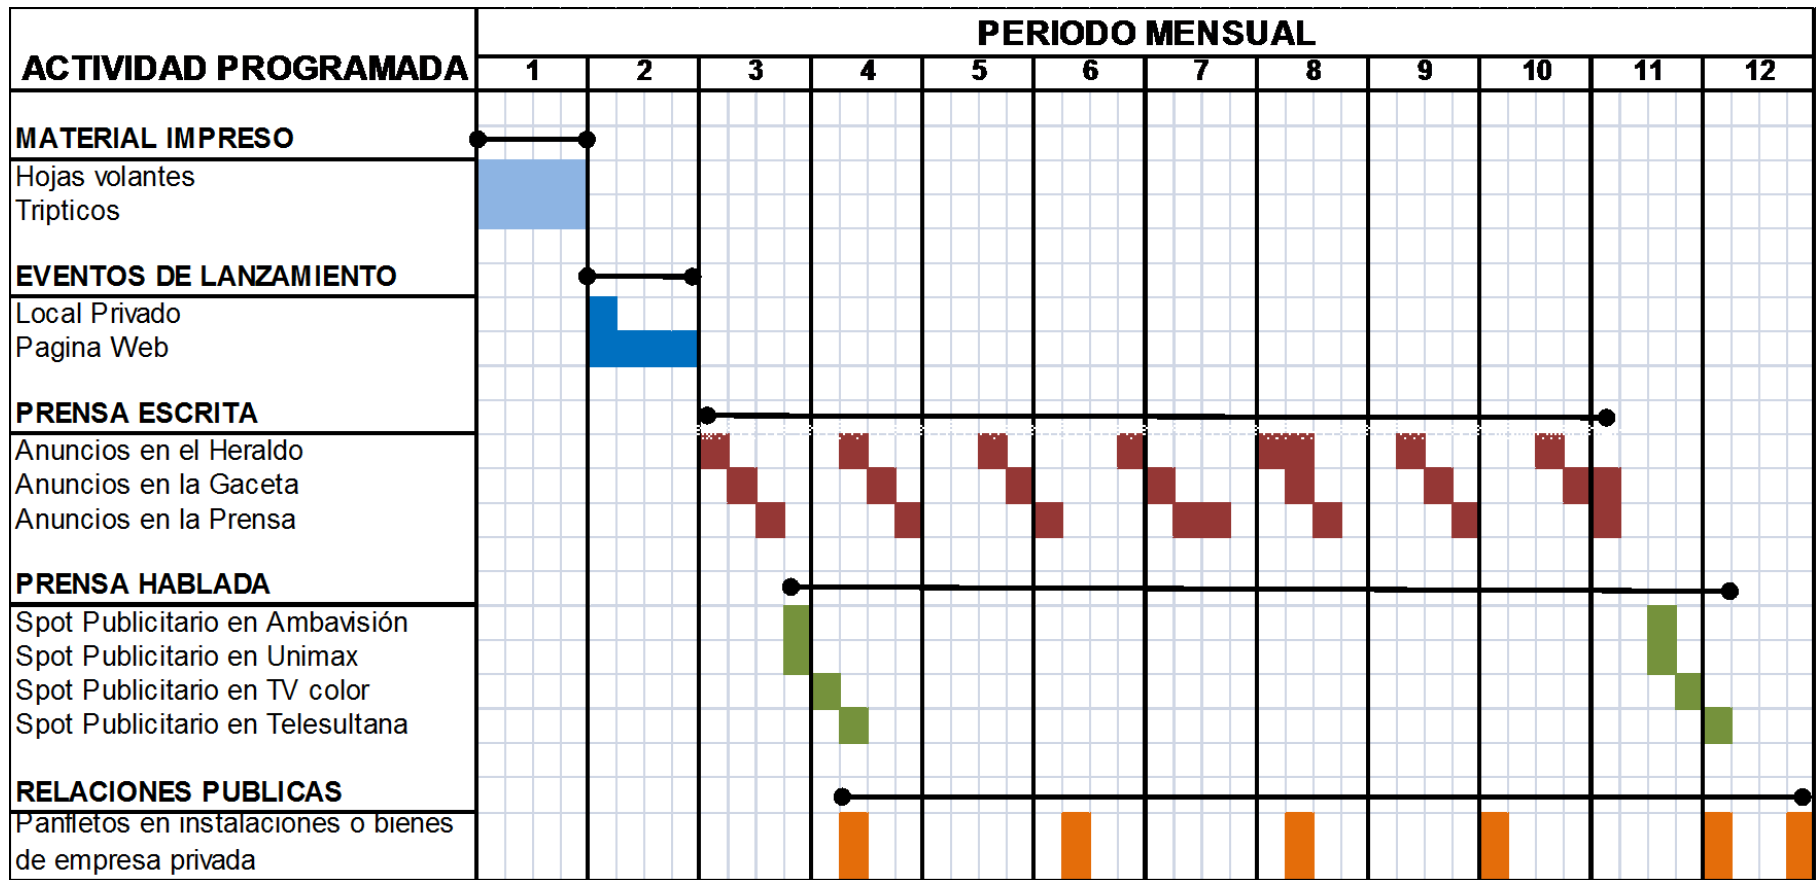 PERIODO MENSUAL
ACTIVIDAD PROGRAMADA 1 2 3 4 5 6 7 8 9 10 11 12
MATERIAL IMPRESO
Hojas volantes
Tripticos
EVENTOS DE LANZAMIENTO
Local Privado
Pagina Web
PRENSA ESCRITA
Anuncios en el Heraldo
Anuncios en la Gaceta
Anuncios en la Prensa
PRENSA HABLADA
Spot Publicitario en Ambavisión
Spot Publicitario en Unimax
Spot Publicitario en TV color
Spot Publicitario en Telesultana
RELACIONES PUBLICAS
Panfletos en instalaciones o bienes
de empresa privada